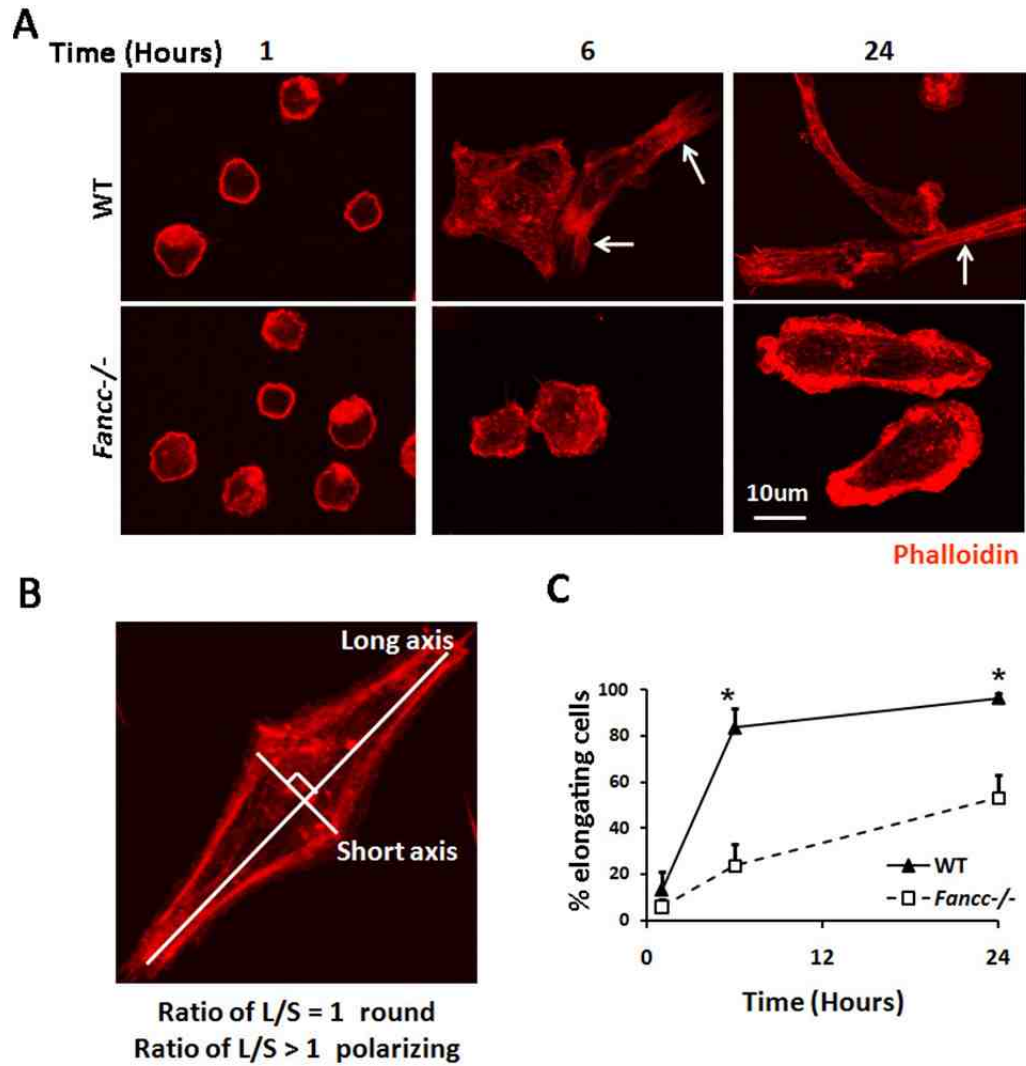 A
Time (Hours) 1 6 24
WT
Fancc-/-
10um
Phalloidin
B
Long axis
Short axis
Ratio of L/S = 1 round
Ratio of L/S > 1 polarizing
C
% elongating cells
100
80
60
40
20
0
* *
WT
Fancc-/-
0 12 24
Time (Hours)